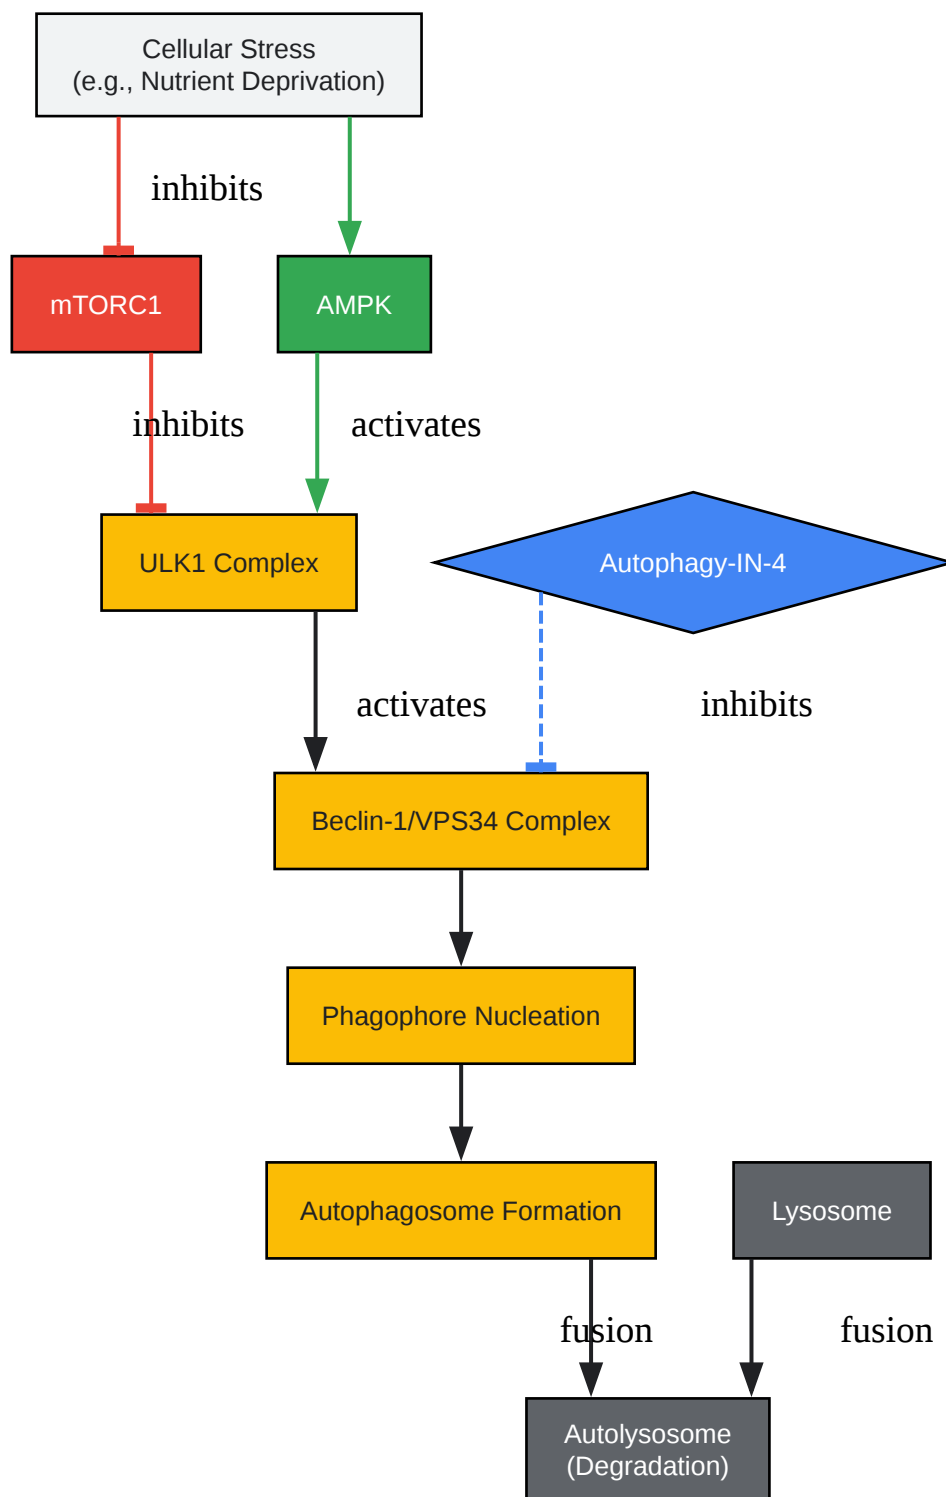 Cellular Stress
(e.g., Nutrient Deprivation)
inhibits
mTORC1
AMPK
inhibits
activates
ULK1 Complex
Autophagy-IN-4
activates
inhibits
Beclin-1/VPS34 Complex
Phagophore Nucleation
Autophagosome Formation
Lysosome
fusion
fusion
Autolysosome
(Degradation)